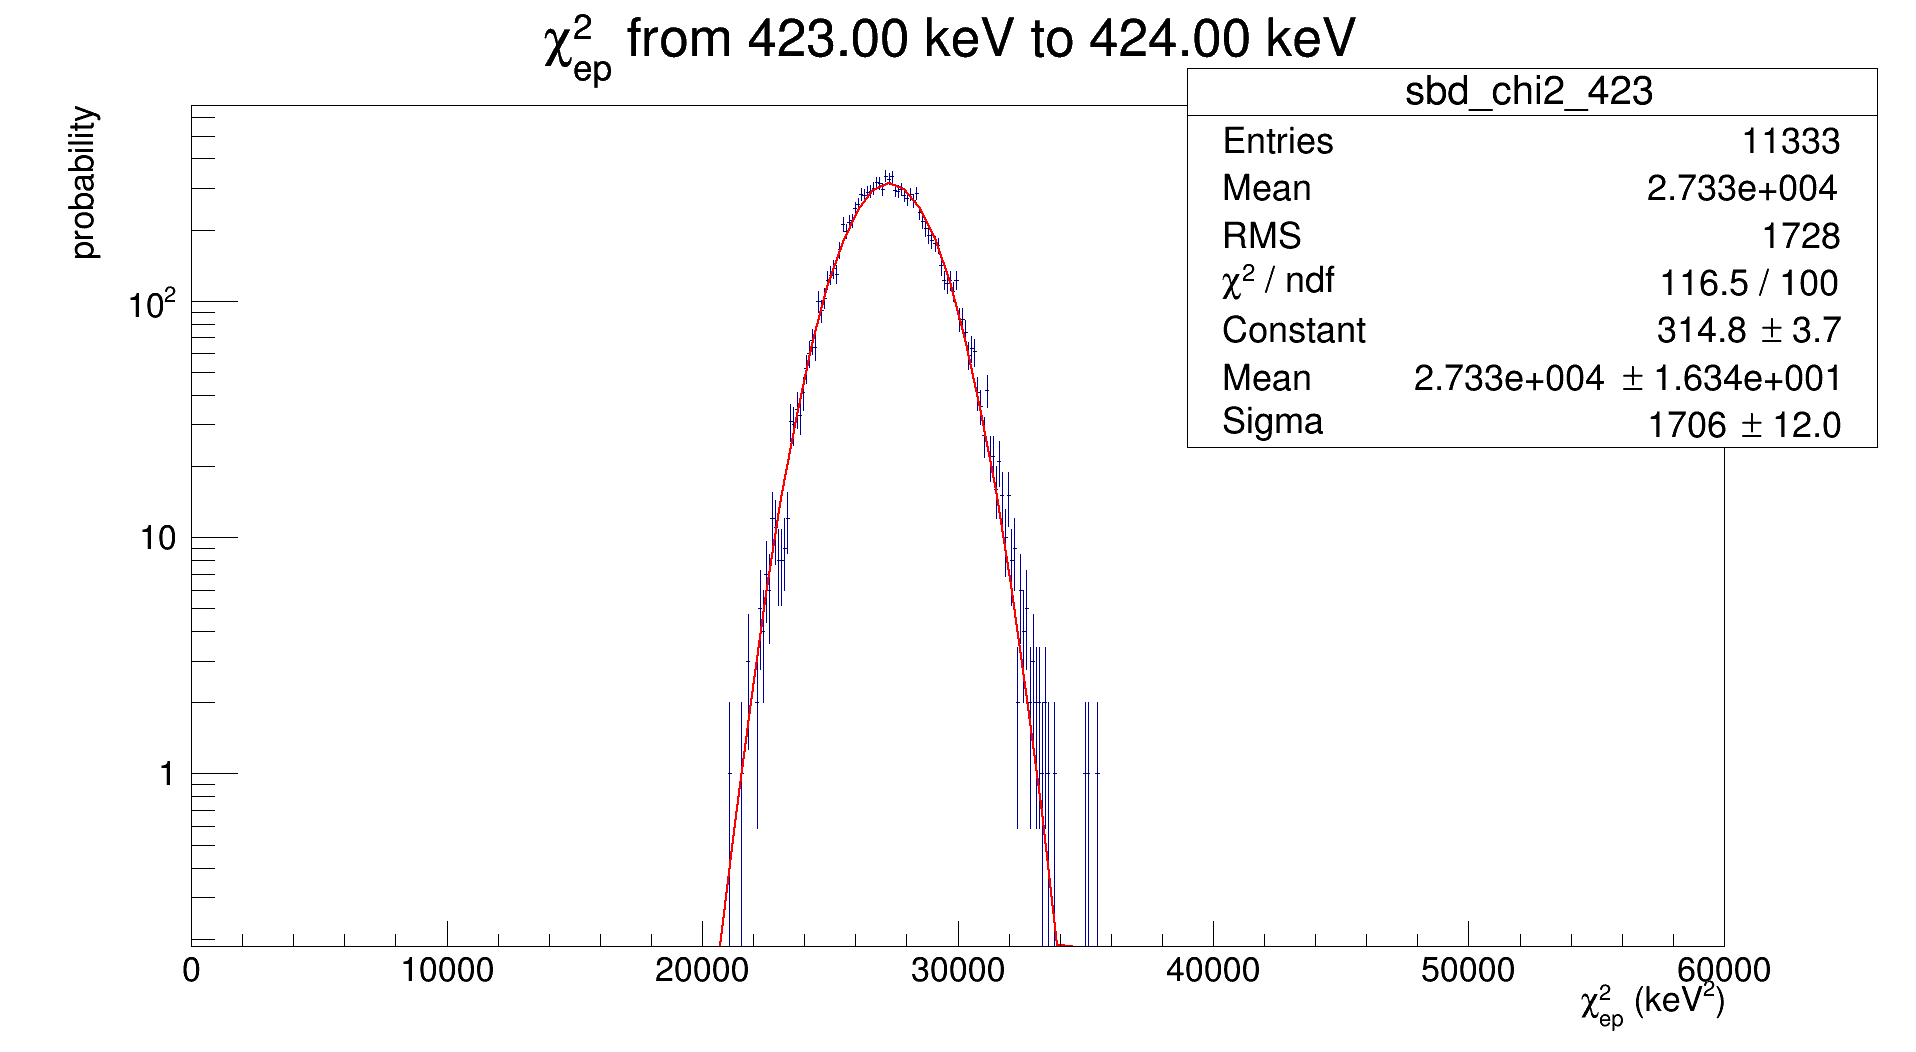 χ²ep from 423.00 keV to 424.00 keV
sbd_chi2_423
Entries 11333
Mean 2.733e+004
RMS 1728
χ² / ndf 116.5 / 100
Constant 314.8 ± 3.7
Mean 2.733e+004 ± 1.634e+001
Sigma 1706 ± 12.0
probability
10²
10
1
0 10000 20000 30000 40000 50000 60000
χ²ep (keV²)